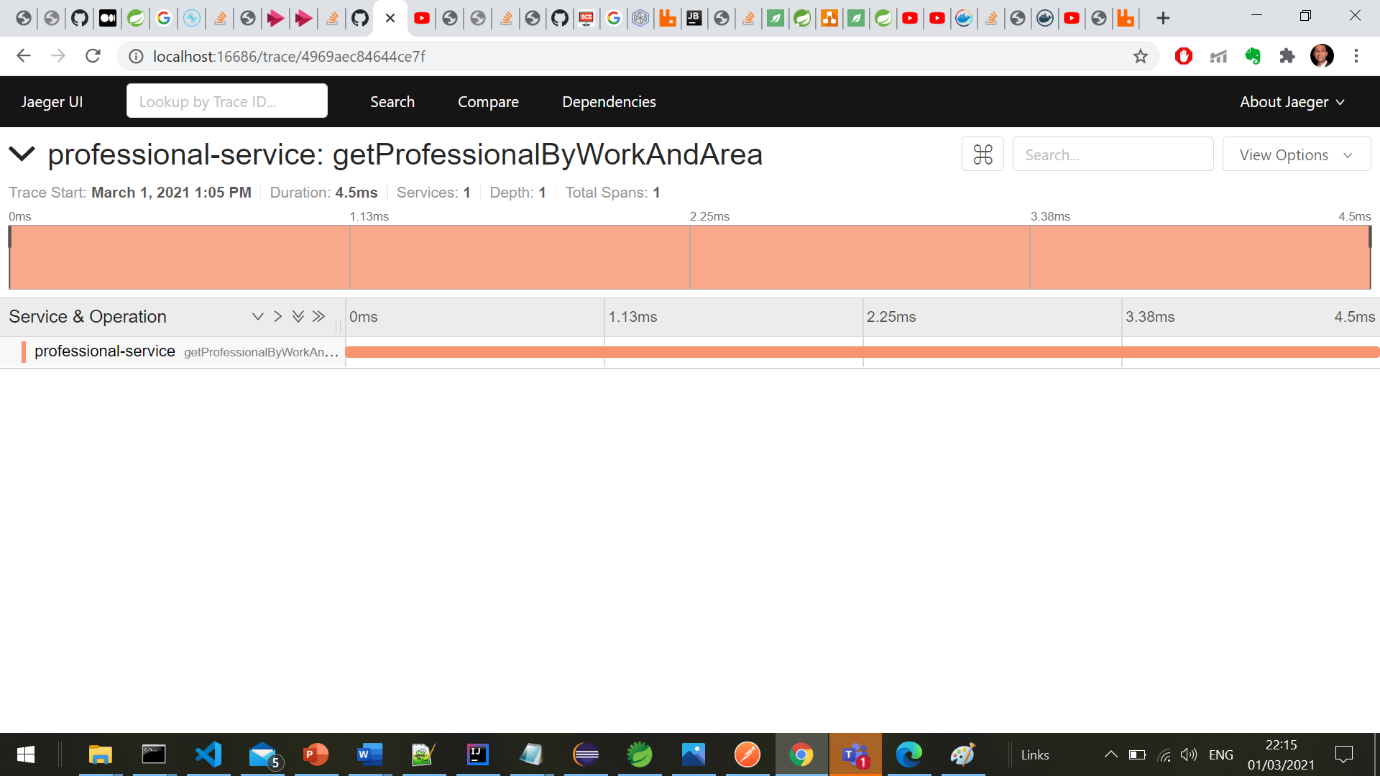 localhost:16686/trace/4969aec84644ce7f
Jaeger UI Lookup by Trace ID... Search Compare Dependencies About Jaeger
professional-service: getProfessionalByWorkAndArea Search... View Options
Trace Start: March 1, 2021 1:05 PM Duration: 4.5ms Services: 1 Depth: 1 Total Spans: 1
0ms 1.13ms 2.25ms 3.38ms 4.5ms
Service & Operation 0ms 1.13ms 2.25ms 3.38ms 4.5ms
professional-service getProfessionalByWorkAn...
5 Links 1 ENG 22:15
01/03/2021